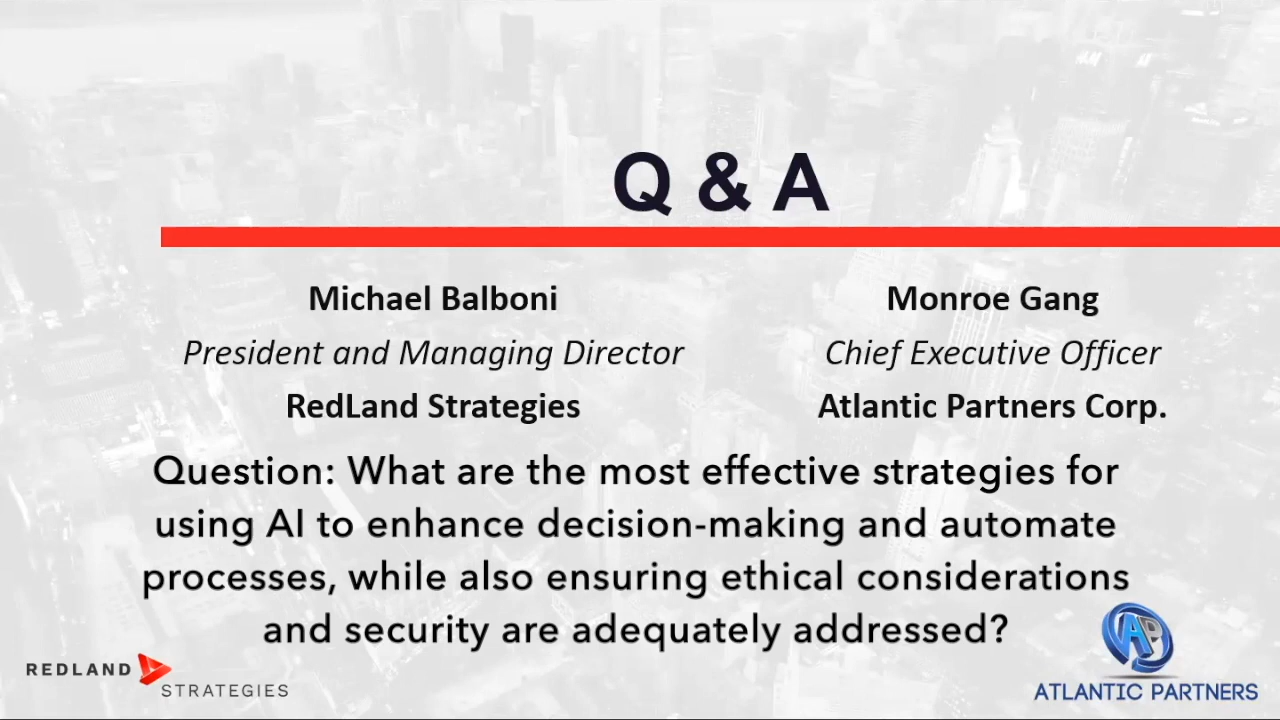 Q & A
Michael Balboni
President and Managing Director
RedLand Strategies
Monroe Gang
Chief Executive Officer
Atlantic Partners Corp.
Question: What are the most effective strategies for
using AI to enhance decision-making and automate
processes, while also ensuring ethical considerations
and security are adequately addressed?
REDLAND
STRATEGIES
AP
ATLANTIC PARTNERS